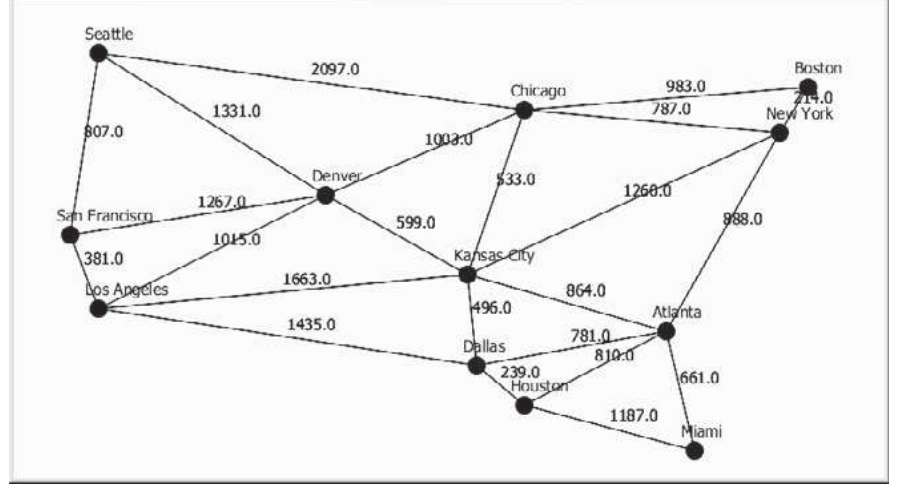 Seattle
2097.0
Boston
983.0
Chicago
214.0
787.0
1331.0
New York
807.0
1003.0
Denver
533.0
1260.0
1267.0
San Francisco
599.0
888.0
1015.0
381.0
Kansas City
1663.0
Los Angeles
864.0
496.0
Atlanta
1435.0
781.0
Dallas
810.0
239.0
661.0
Houston
1187.0
Miami